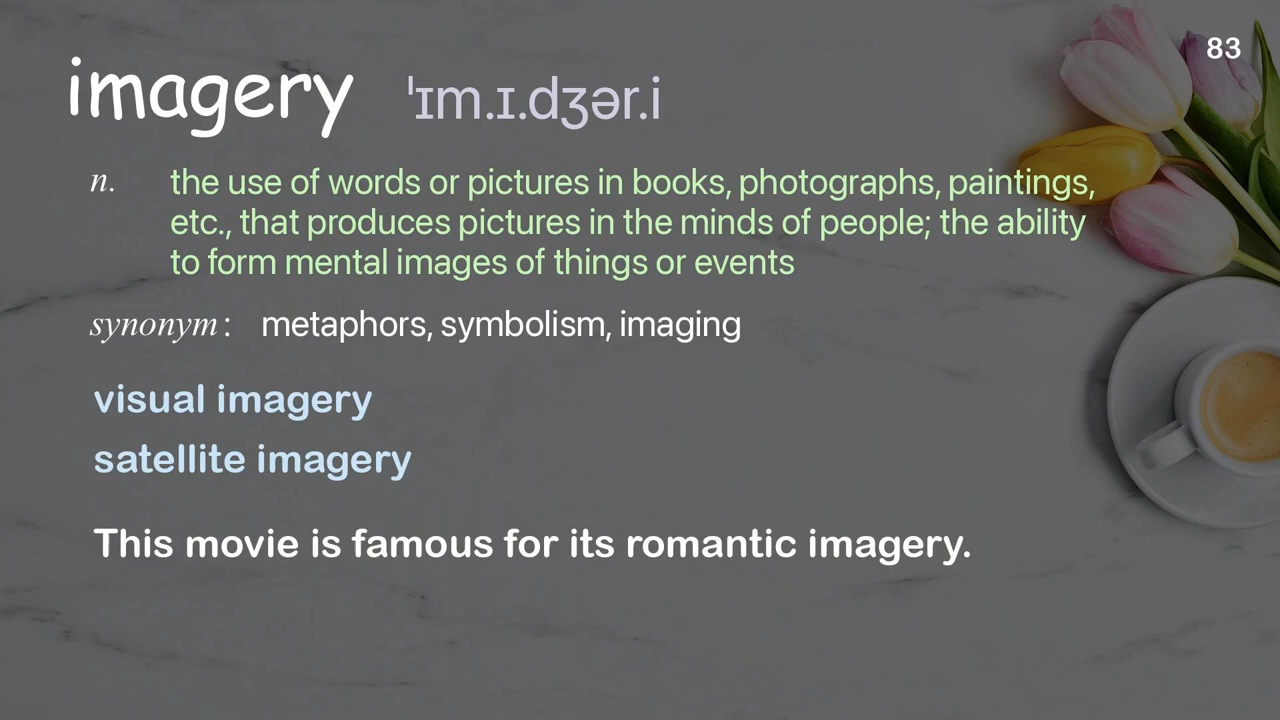 83
imagery ˈɪm.ɪ.dʒər.i
n. the use of words or pictures in books, photographs, paintings,
etc., that produces pictures in the minds of people; the ability
to form mental images of things or events
synonym: metaphors, symbolism, imaging
visual imagery
satellite imagery
This movie is famous for its romantic imagery.